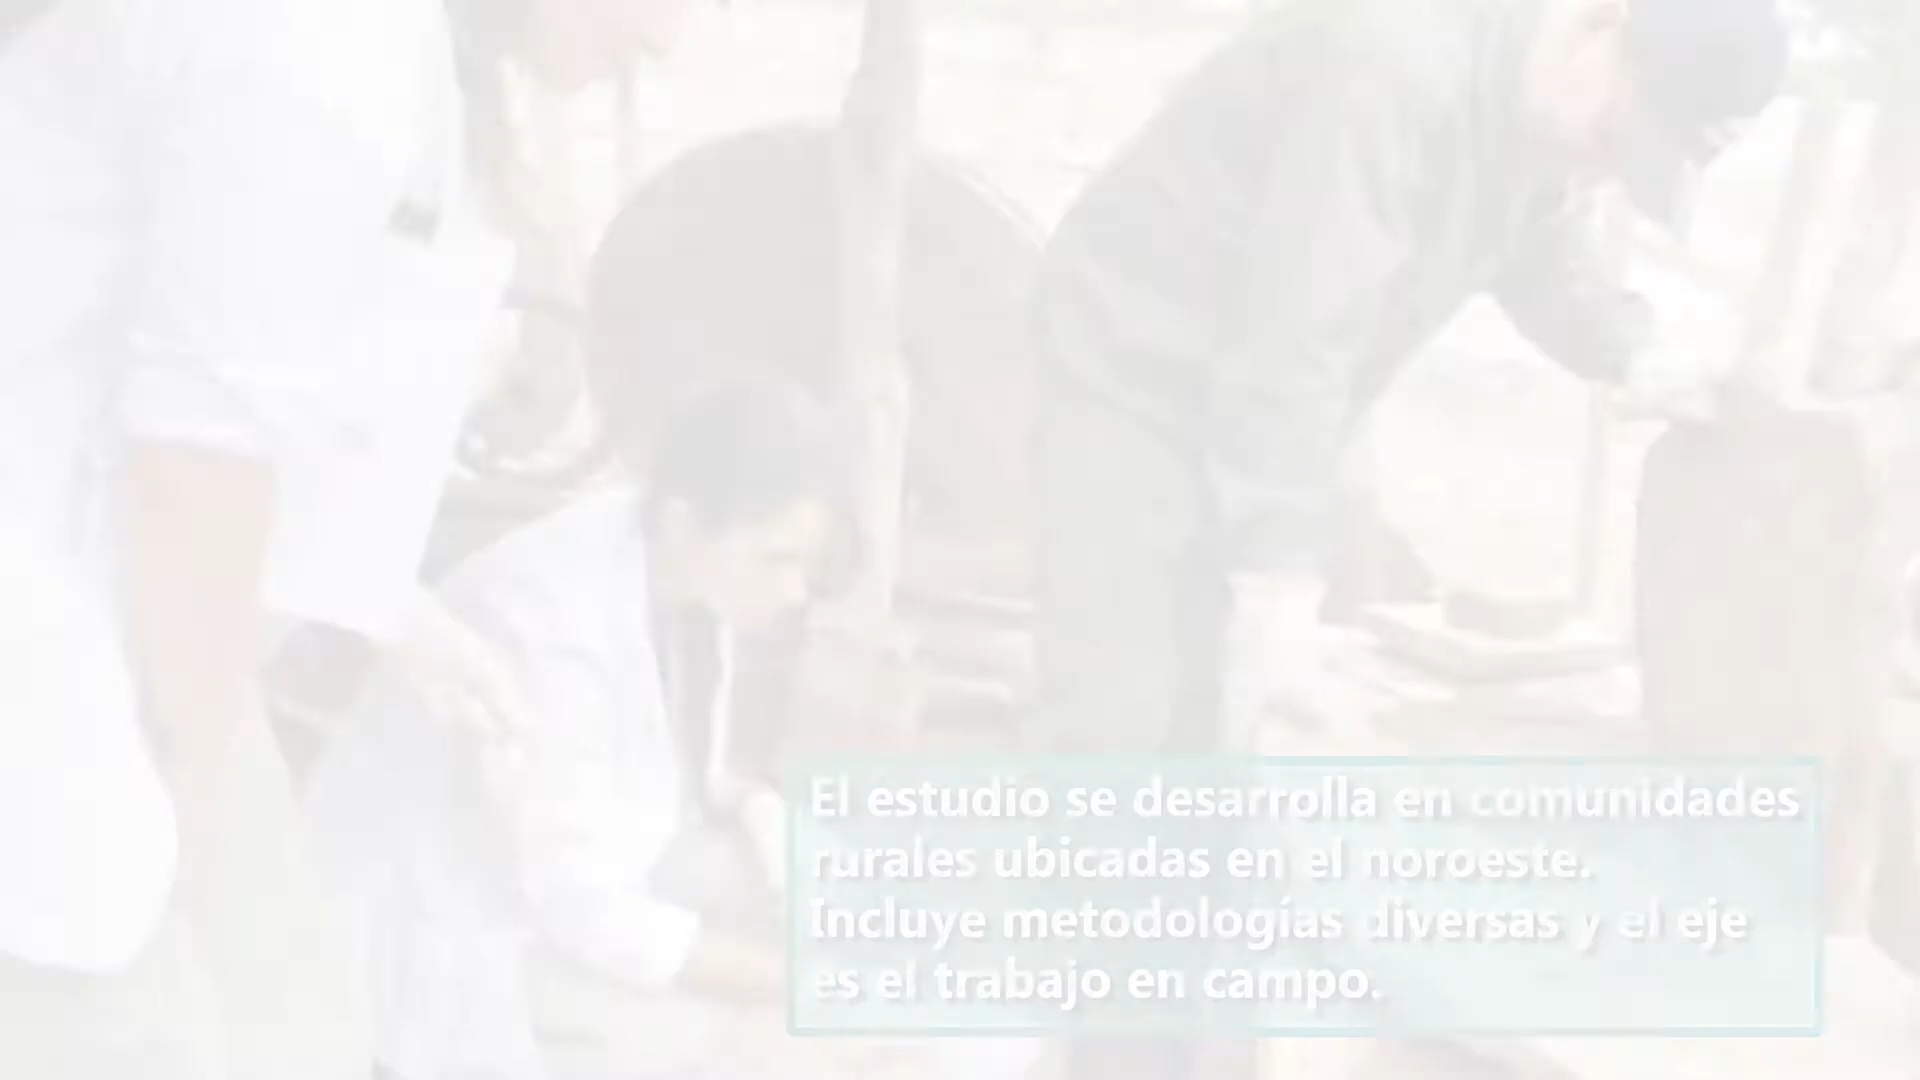 El estudio se desarrolla en comunidades
rurales ubicadas en el noroeste.
Incluye metodologías diversas y el eje
es el trabajo en campo.